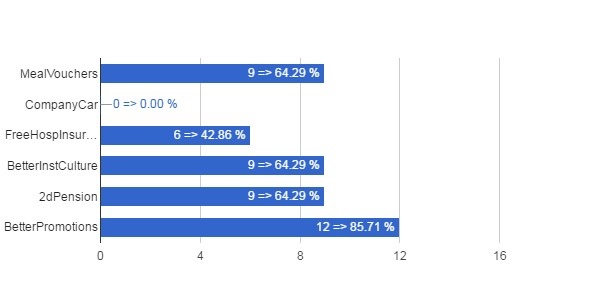 MealVouchers 9 => 64.29 %
CompanyCar 0 => 0.00 %
FreeHospInsur... 6 => 42.86 %
BetterInstCulture 9 => 64.29 %
2dPension 9 => 64.29 %
BetterPromotions 12 => 85.71 %
0 4 8 12 16